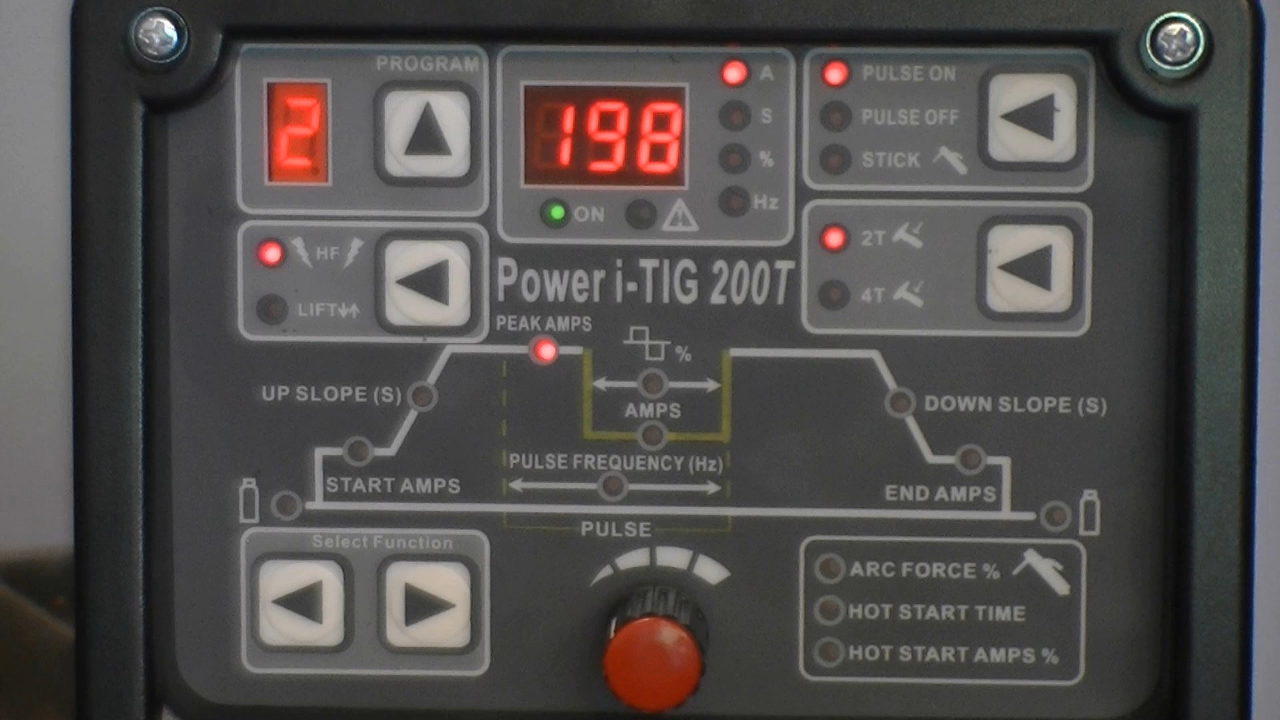 PROGRAM
2
198
A
S
%
Hz
ON
PULSE ON
PULSE OFF
STICK
HF
LIFT
2T
4T
Power i-TIG 200T
PEAK AMPS
%
UP SLOPE (S)
AMPS
DOWN SLOPE (S)
PULSE FREQUENCY (Hz)
START AMPS
END AMPS
PULSE
Select Function
ARC FORCE %
HOT START TIME
HOT START AMPS %